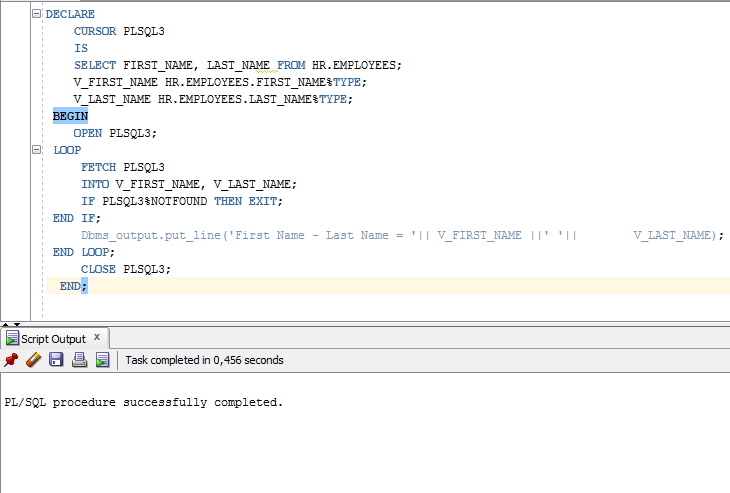 DECLARE
CURSOR PLSQL3
IS
SELECT FIRST_NAME, LAST_NAME FROM HR.EMPLOYEES;
V_FIRST_NAME HR.EMPLOYEES.FIRST_NAME%TYPE;
V_LAST_NAME HR.EMPLOYEES.LAST_NAME%TYPE;
BEGIN
OPEN PLSQL3;
LOOP
FETCH PLSQL3
INTO V_FIRST_NAME, V_LAST_NAME;
IF PLSQL3%NOTFOUND THEN EXIT;
END IF;
Dbms_output.put_line('First Name - Last Name = '|| V_FIRST_NAME ||' '|| V_LAST_NAME);
END LOOP;
CLOSE PLSQL3;
END;
Script Output x
Task completed in 0,456 seconds
PL/SQL procedure successfully completed.